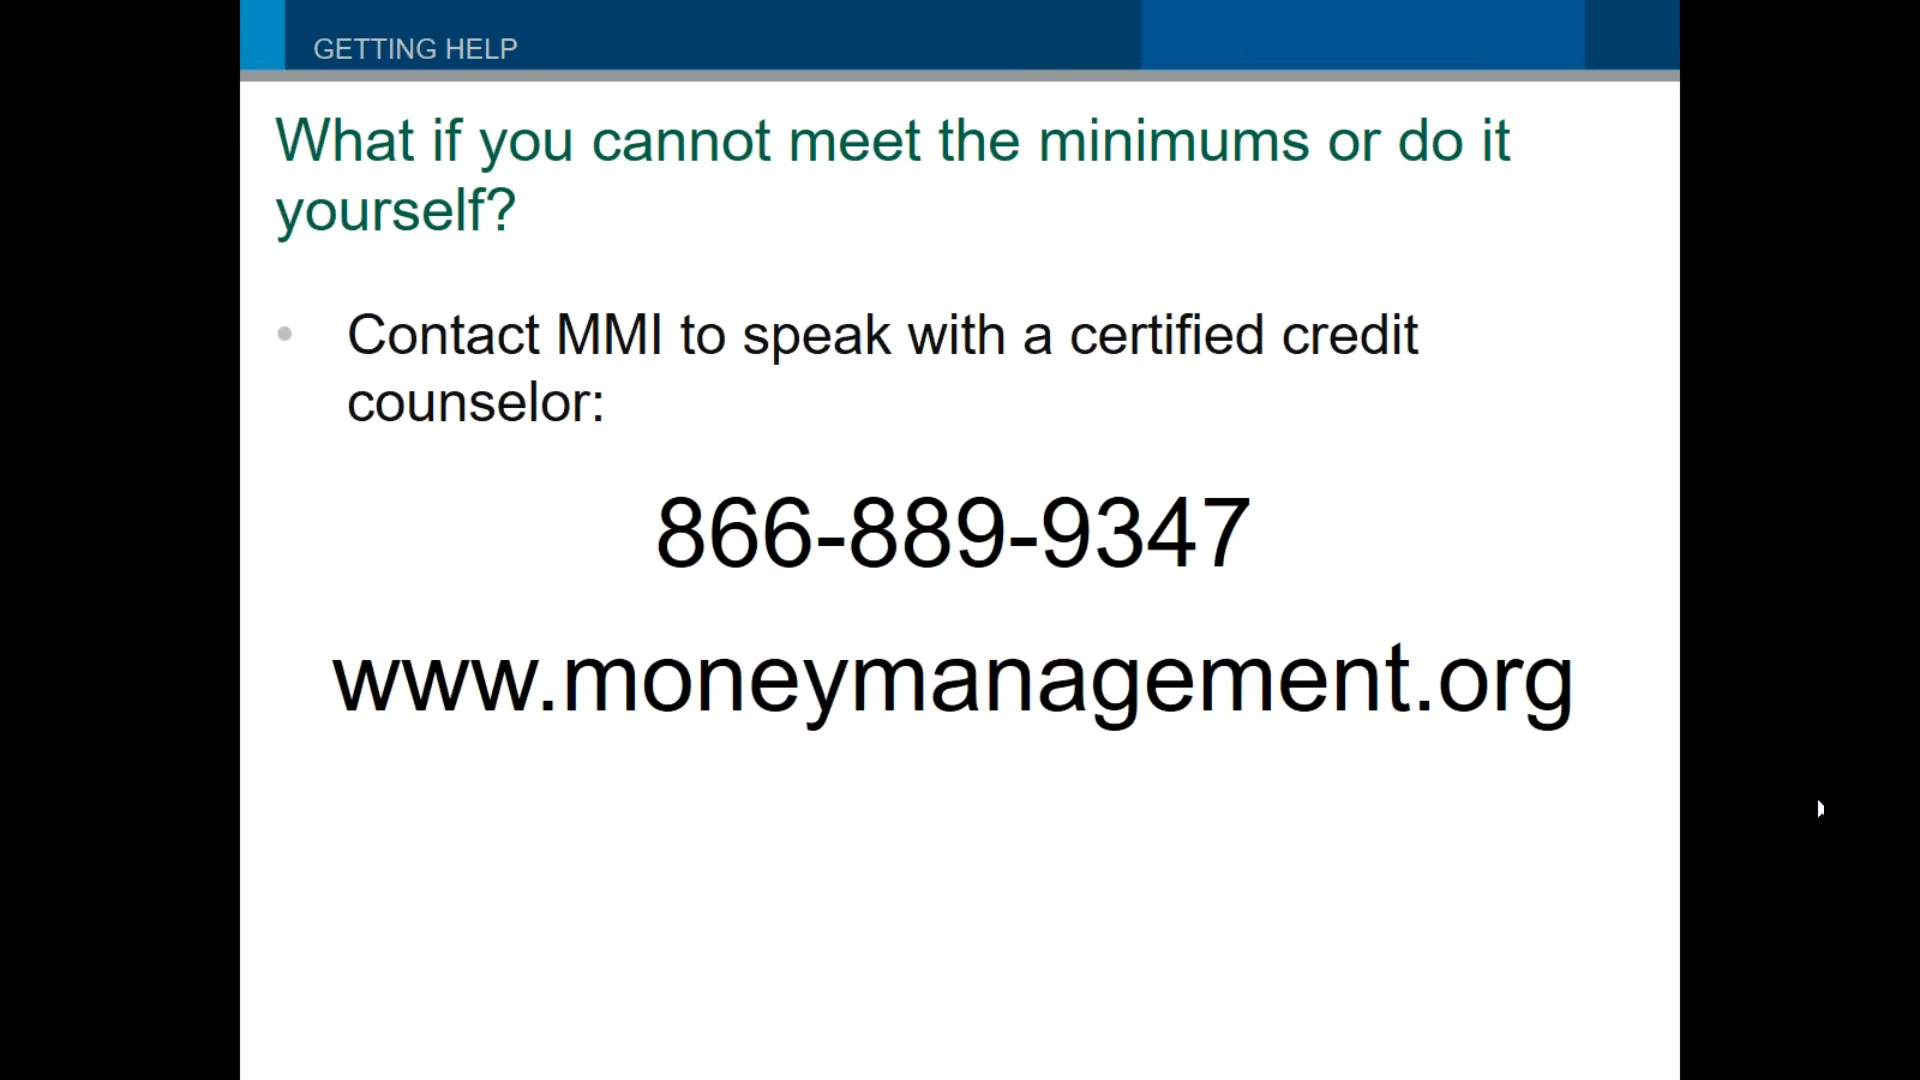 GETTING HELP
What if you cannot meet the minimums or do it
yourself?
• Contact MMI to speak with a certified credit
counselor:
866-889-9347
www.moneymanagement.org